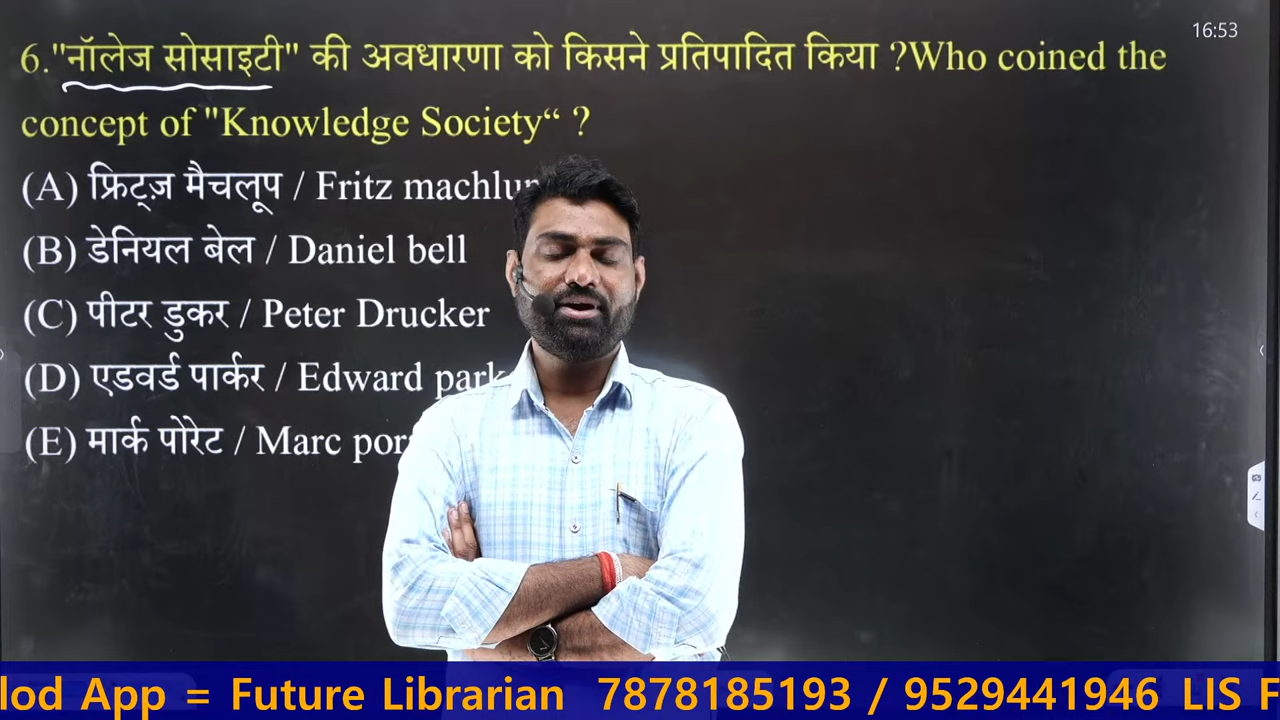 16:53
6."नॉलेज सोसाइटी" की अवधारणा को किसने प्रतिपादित किया ?Who coined the
concept of "Knowledge Society“ ?
(A) फ्रिट्ज़ मैचलूप / Fritz
(B) डेनियल बेल / Daniel bell
(C) पीटर डुकर / Peter Drucker
(D) एडवर्ड पार्कर / Edward
(E) मार्क पोरेट / Marc
App = Future Librarian 7878185193 / 9529441946 LIS